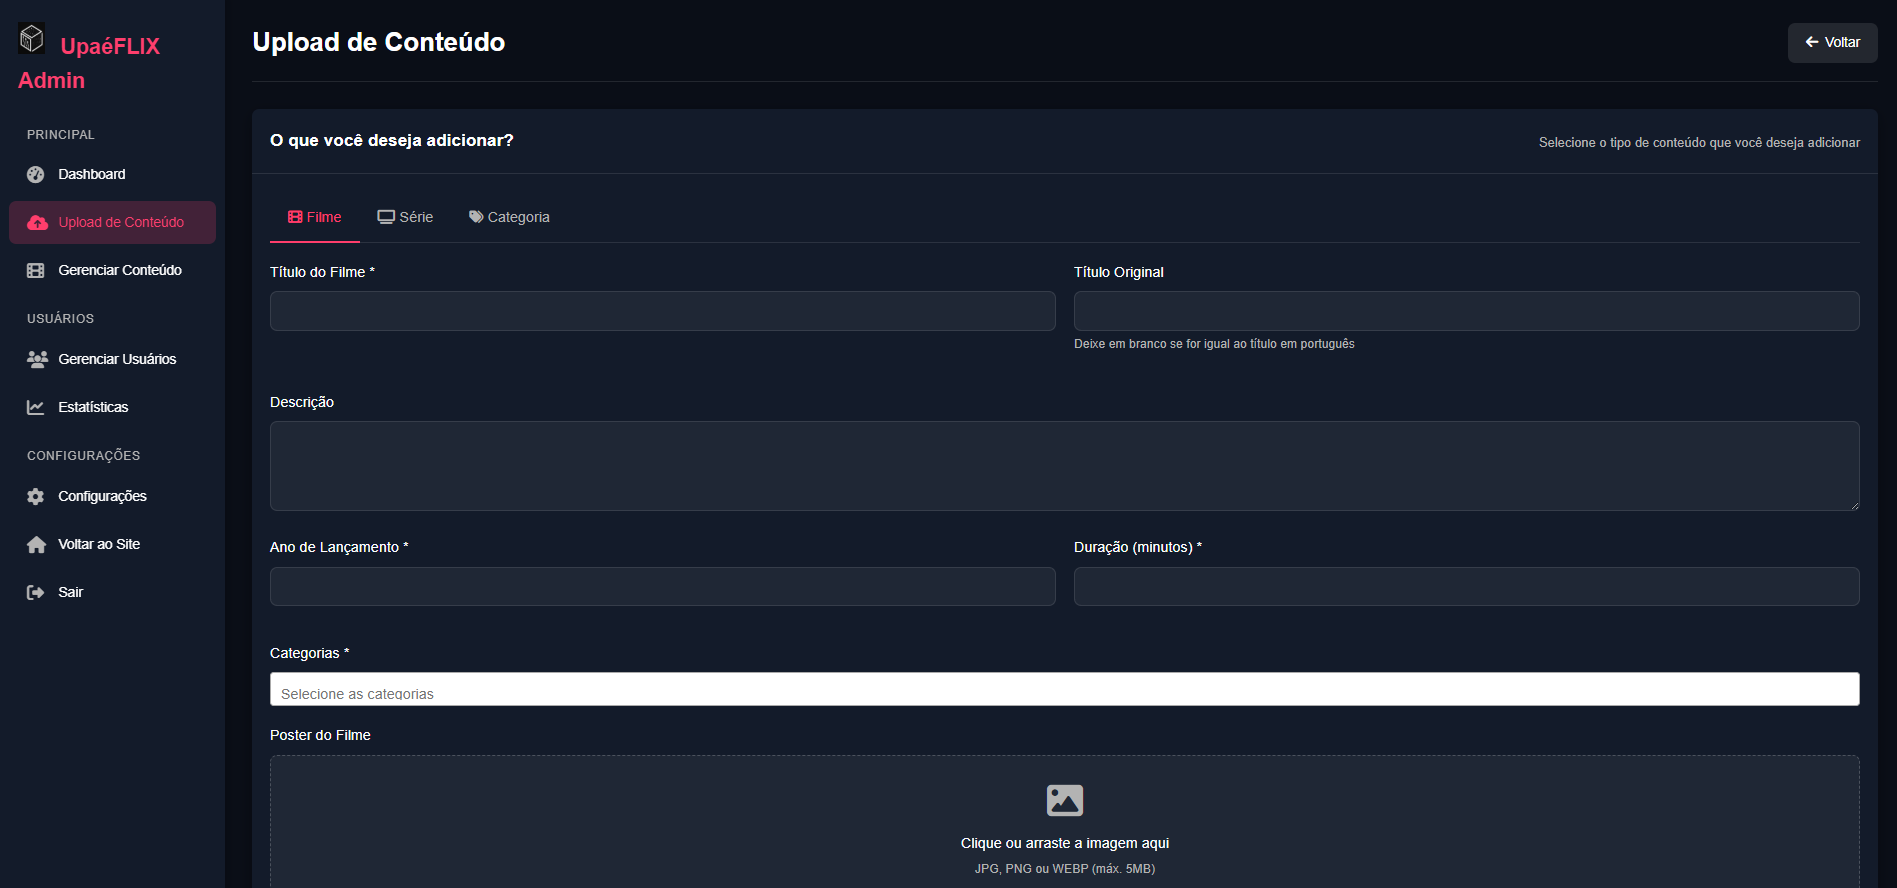 UpaéFLIX
Admin
PRINCIPAL
Dashboard
Upload de Conteúdo
Gerenciar Conteúdo
USUÁRIOS
Gerenciar Usuários
Estatísticas
CONFIGURAÇÕES
Configurações
Voltar ao Site
Sair
Upload de Conteúdo
Voltar
O que você deseja adicionar?
Selecione o tipo de conteúdo que você deseja adicionar
Filme
Série
Categoria
Título do Filme *
Título Original
Deixe em branco se for igual ao título em português
Descrição
Ano de Lançamento *
Duração (minutos) *
Categorias *
Selecione as categorias
Poster do Filme
Clique ou arraste a imagem aqui
JPG, PNG ou WEBP (máx. 5MB)